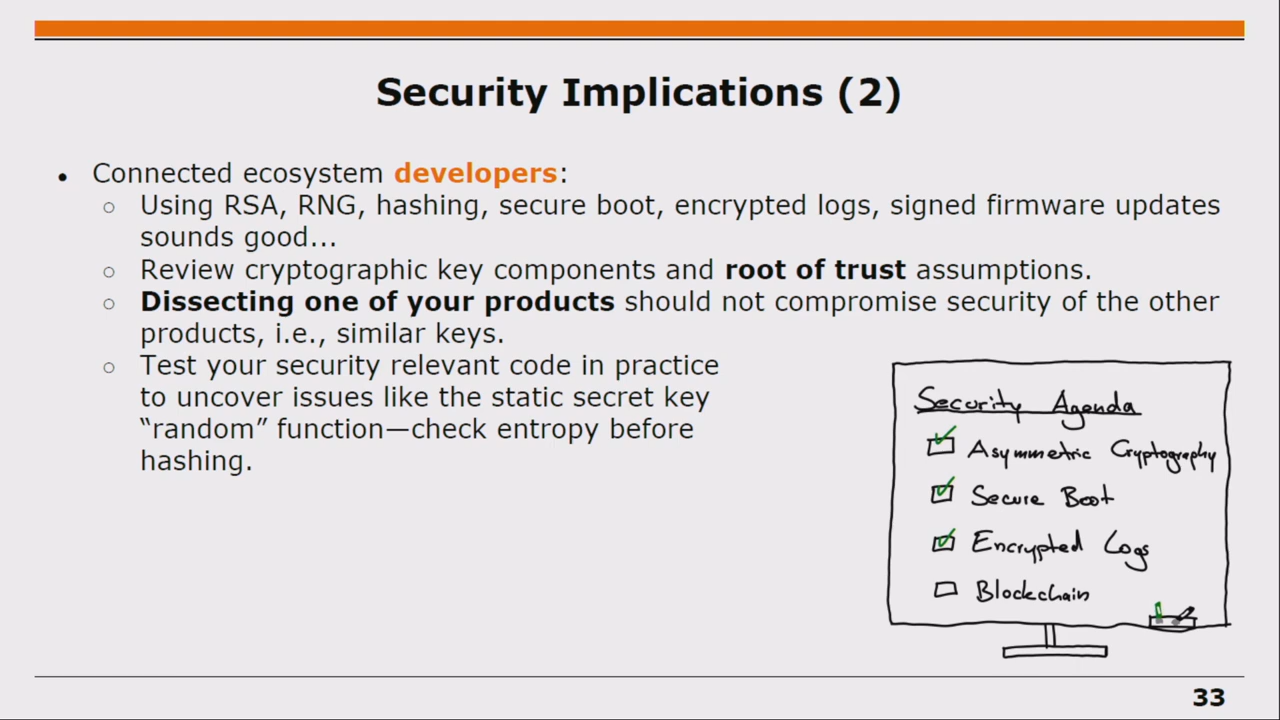 Security Implications (2)
• Connected ecosystem developers:
○ Using RSA, RNG, hashing, secure boot, encrypted logs, signed firmware updates
sounds good...
○ Review cryptographic key components and root of trust assumptions.
○ Dissecting one of your products should not compromise security of the other
products, i.e., similar keys.
○ Test your security relevant code in practice
to uncover issues like the static secret key
“random” function—check entropy before
hashing.
Security Agenda
Asymmetric Cryptography
Secure Boot
Encrypted Logs
Blockchain
33